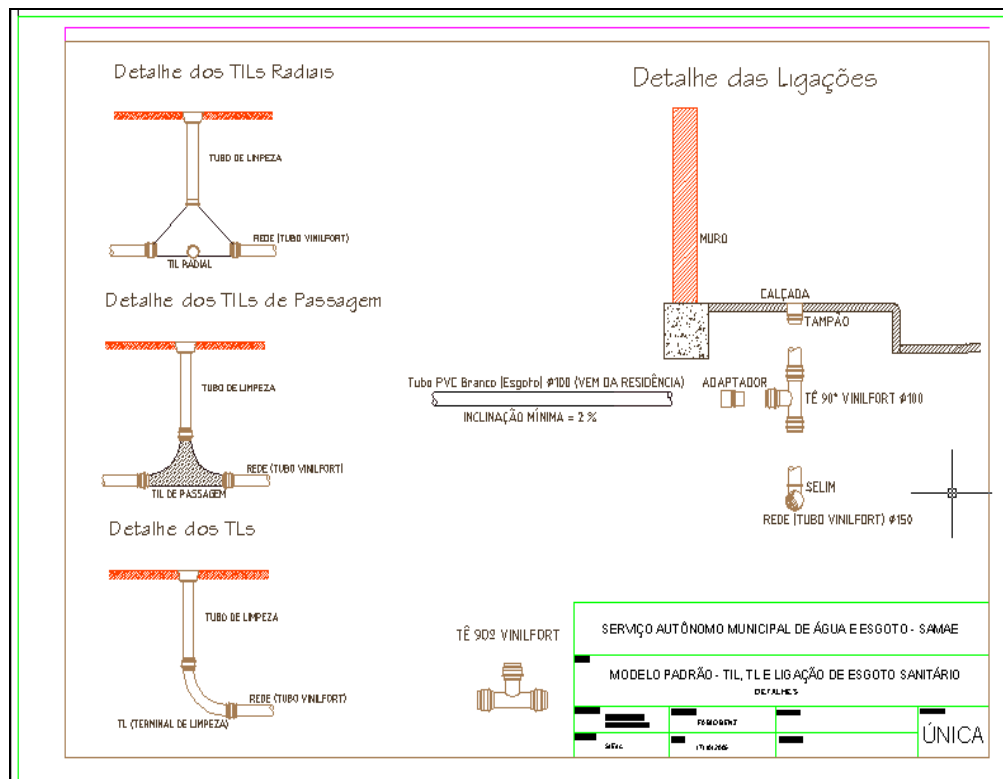 Detalhe dos TILs Radiais
TUBO DE LIMPEZA
REDE (TUBO VINILFORT)
TIL RADIAL
Detalhe dos TILs de Passagem
TUBO DE LIMPEZA
REDE (TUBO VINILFORT)
TIL DE PASSAGEM
Detalhe dos TLs
TUBO DE LIMPEZA
REDE (TUBO VINILFORT)
TL (TERMINAL DE LIMPEZA)
Detalhe das Ligações
MURO
CALÇADA
TAMPÃO
Tubo PVC Branco |Esgoto| ø100 (VEM DA RESIDÊNCIA)
ADAPTADOR
INCLINAÇÃO MÍNIMA = 2 %
TÊ 90° VINILFORT ø100
SELIM
REDE |TUBO VINILFORT) ø150
TÊ 90º VINILFORT
SERVIÇO AUTÔNOMO MUNICIPAL DE ÁGUA E ESGOTO - SAMAE
MODELO PADRÃO - TIL, TL E LIGAÇÃO DE ESGOTO SANITÁRIO
DETALHES
ÚNICA